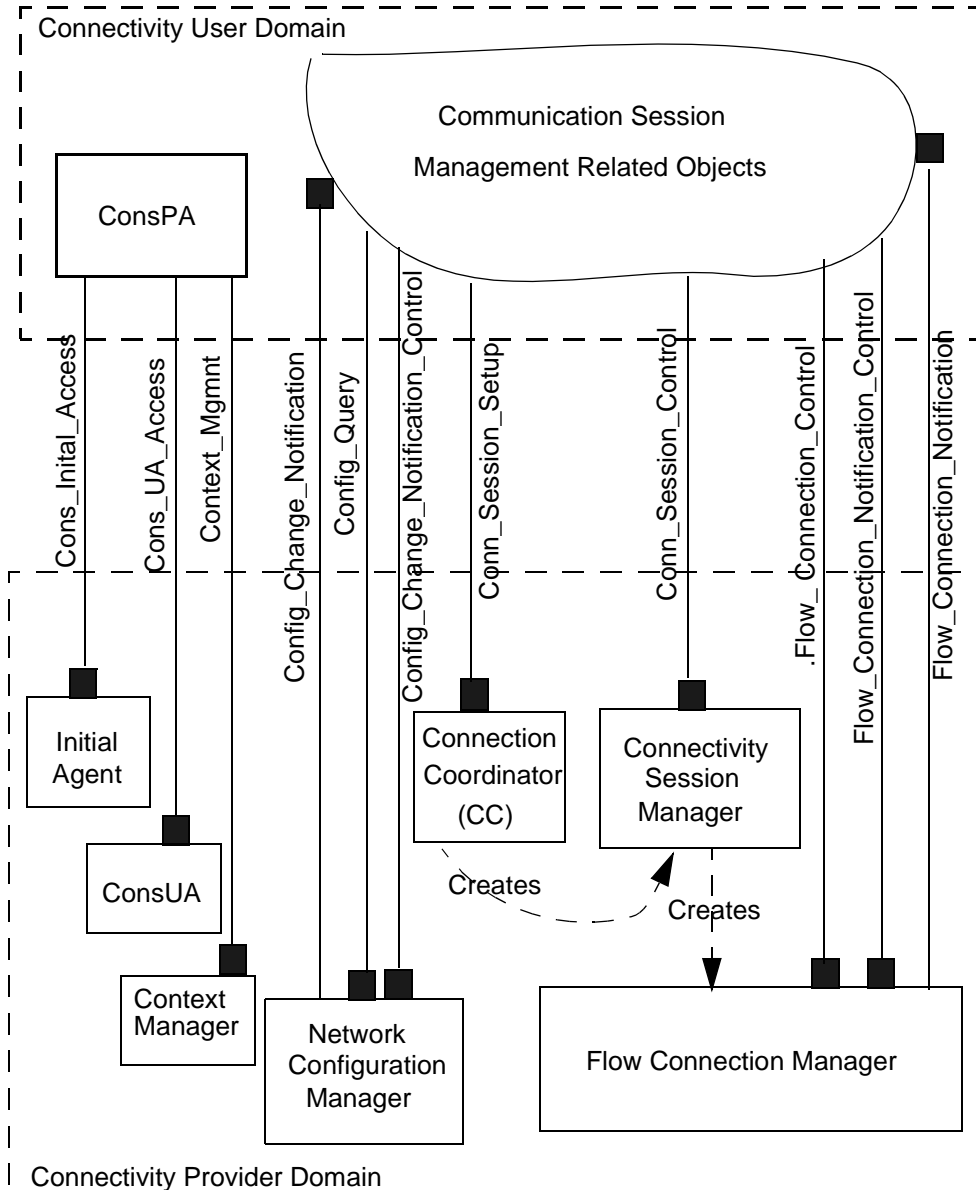 Connectivity User Domain
Communication Session
Management Related Objects
ConsPA
Cons_Inital_Access
Cons_UA_Access
Context_Mgmnt
Config_Change_Notification
Config_Query
Config_Change_Notification_Control
Conn_Session_Setup
Conn_Session_Control
.Flow_ Connection_Control
Flow_Connection_Notification_Control
Flow_Connection_Notification
Initial
Agent
Connection
Coordinator
(CC)
Connectivity
Session
Manager
ConsUA
Creates
Creates
Context
Manager
Network
Configuration
Manager
Flow Connection Manager
Connectivity Provider Domain